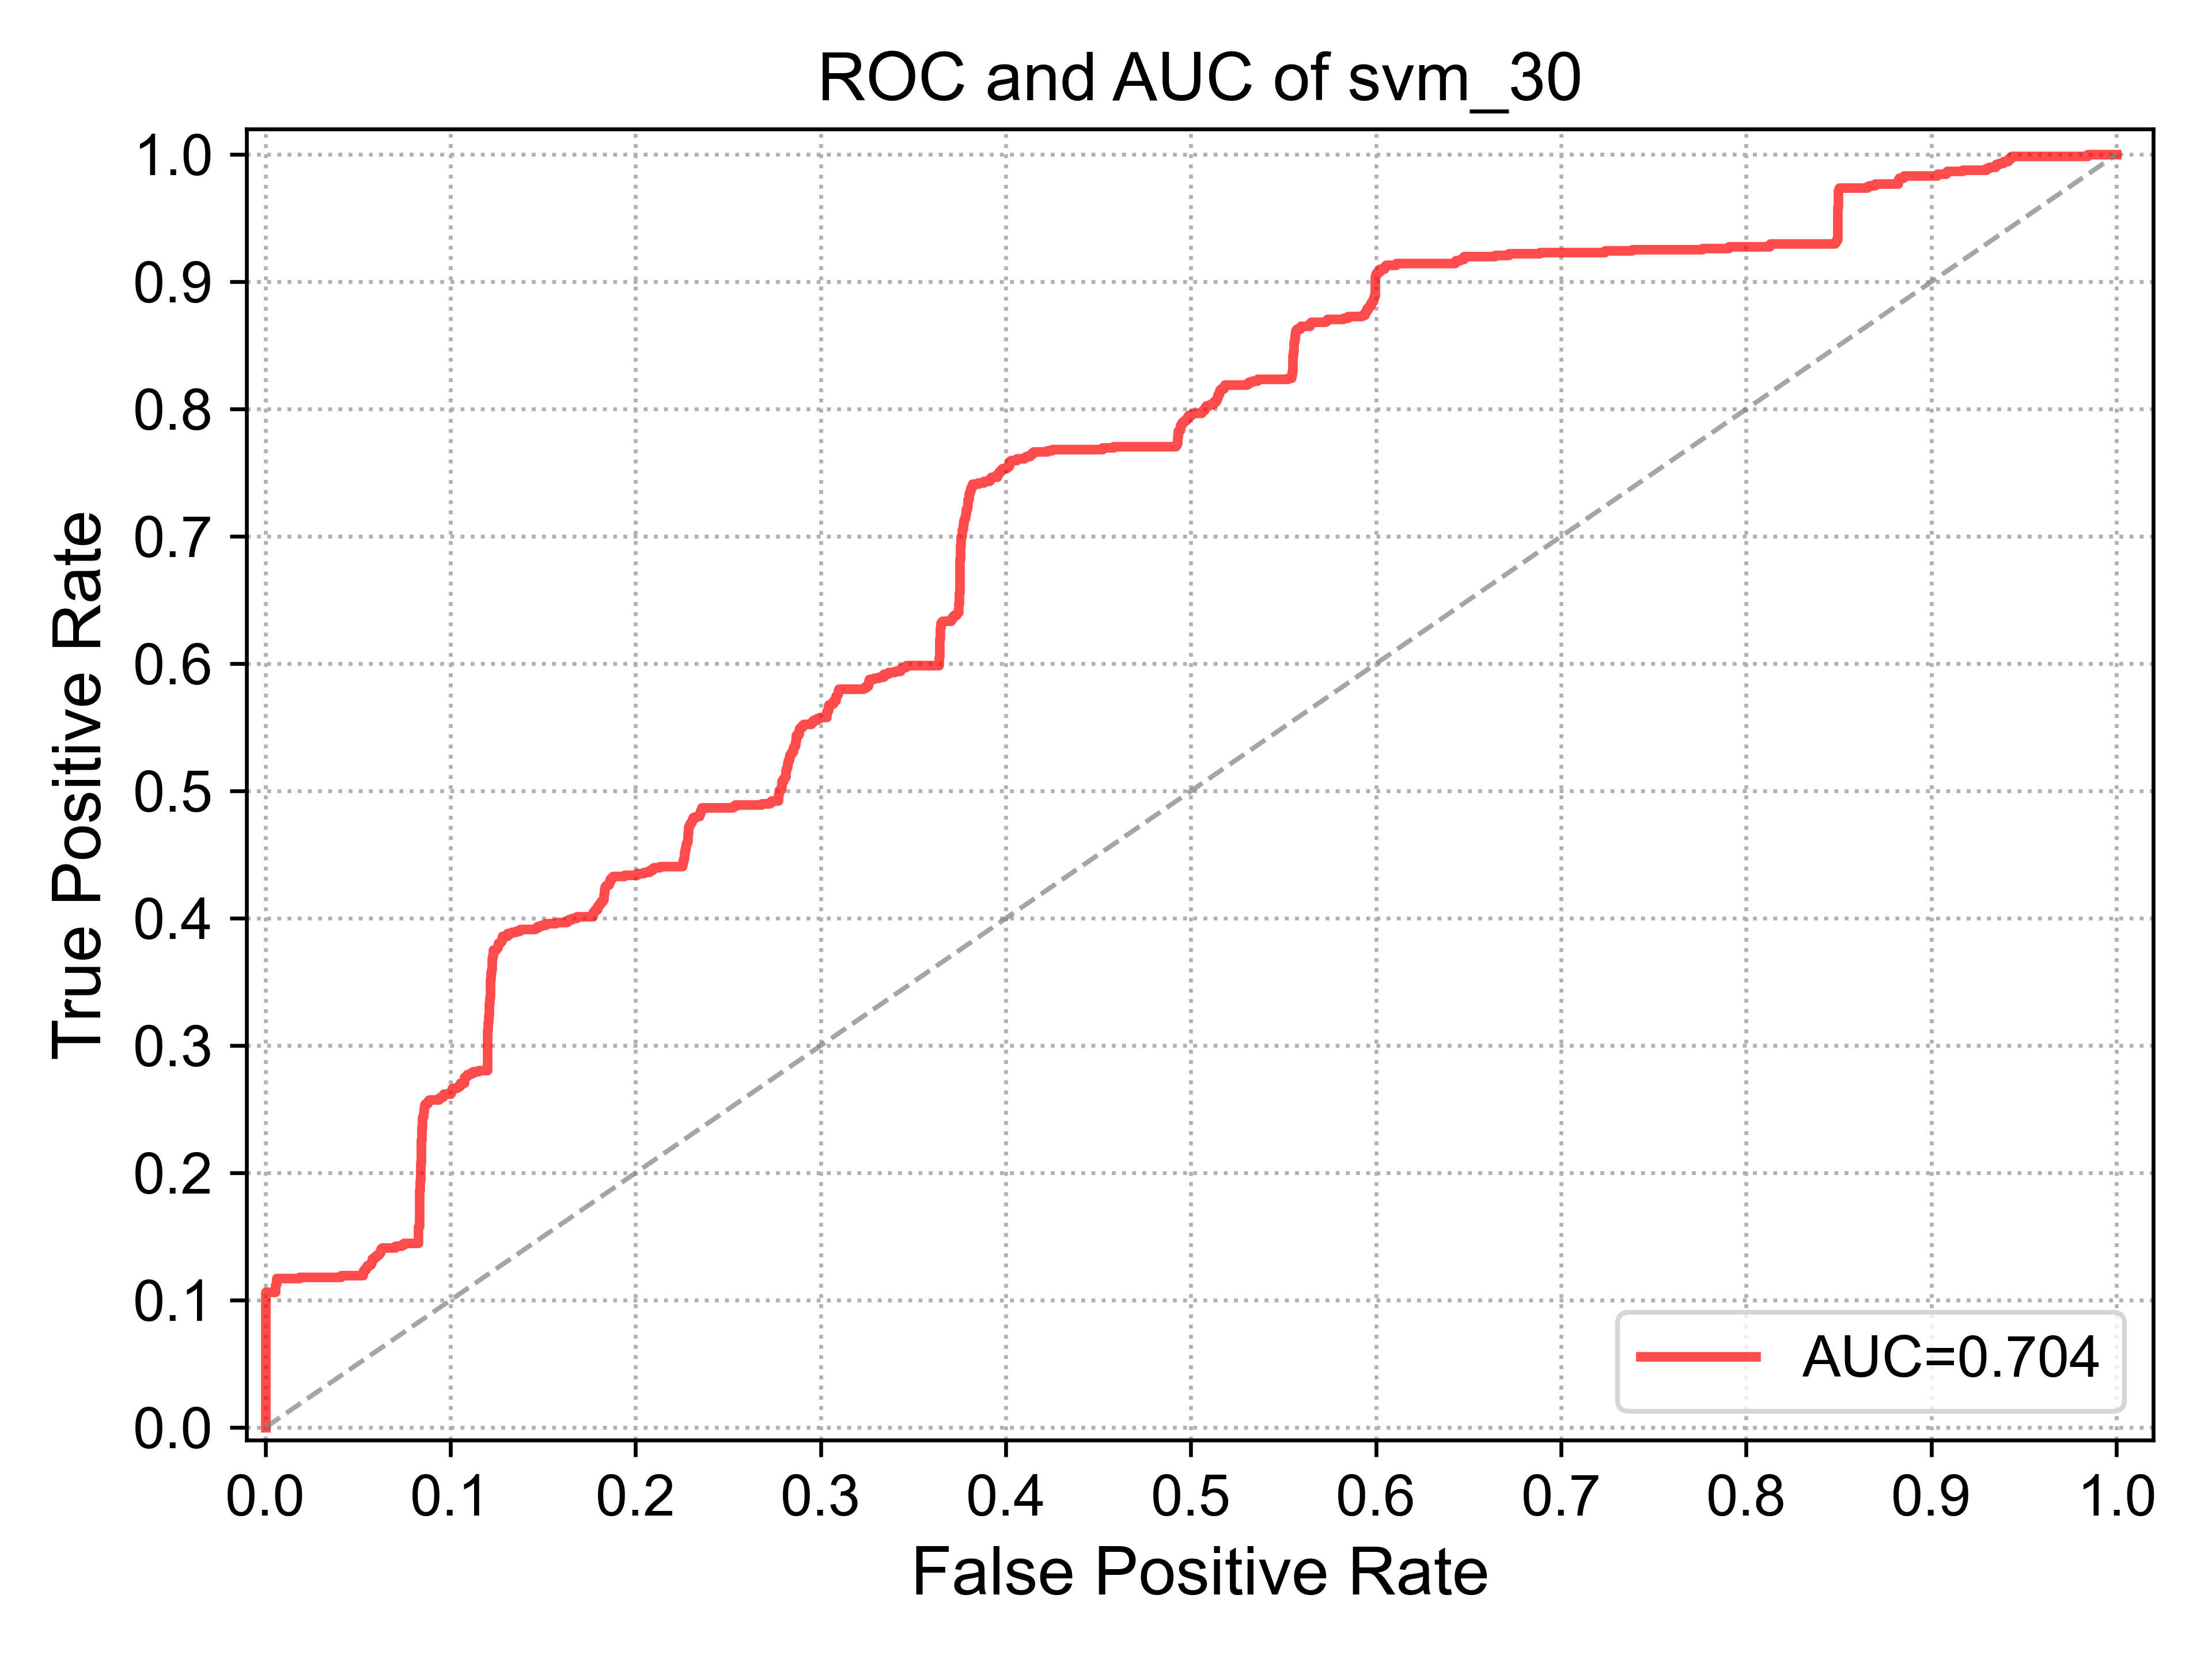 ROC and AUC of svm_30
True Positive Rate
1.0
0.9
0.8
0.7
0.6
0.5
0.4
0.3
0.2
0.1
0.0
AUC=0.704
0.0 0.1 0.2 0.3 0.4 0.5 0.6 0.7 0.8 0.9 1.0
False Positive Rate